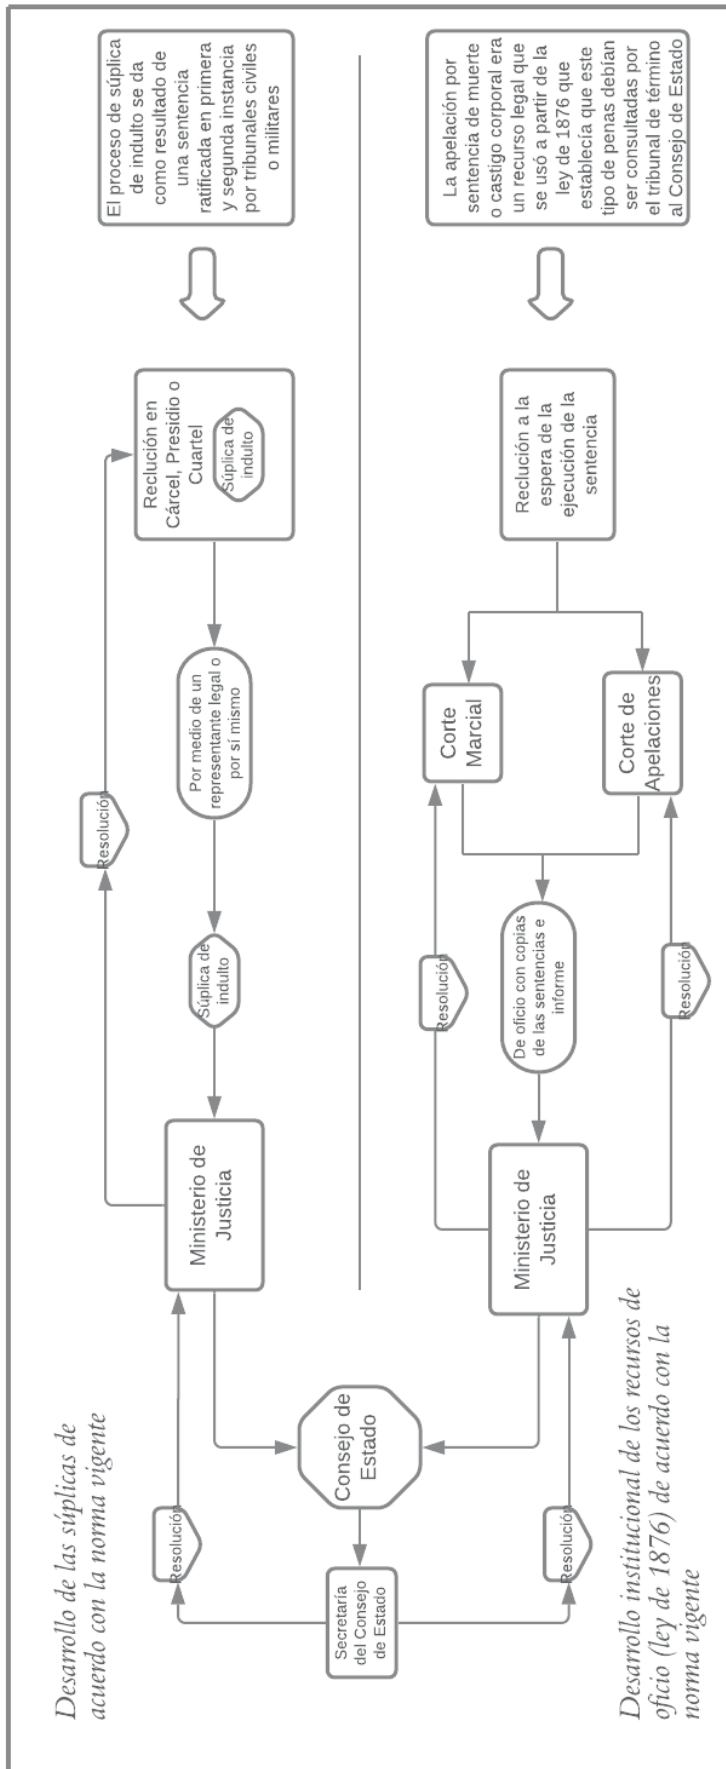 Desarrollo de las súplicas de
acuerdo con la norma vigente
El proceso de súplica
de indulto se da
como resultado de
una sentencia
ratificada en primera
y segunda instancia
por tribunales civiles
o militares
Reclución en
Cárcel, Presidio o
Cuartel
Súplica de
indulto
Por medio de un
representante legal o
por sí mismo
Súplica de
indulto
Resolución
Ministerio de
Justicia
Resolución
Consejo de
Estado
Secretaría
del Consejo
de Estado
Resolución
Ministerio de
Justicia
Resolución
Resolución
De oficio con copias
de las sentencias e
informe
Corte
Marcial
Corte de
Apelaciones
Reclución a la
espera de la
ejecución de la
sentencia
La apelación por
sentencia de muerte
o castigo corporal era
un recurso legal que
se usó a partir de la
ley de 1876 que
establecía que este
tipo de penas debían
ser consultadas por
el tribunal de término
al Consejo de Estado
Desarrollo institucional de los recursos de
oficio (ley de 1876) de acuerdo con la
norma vigente